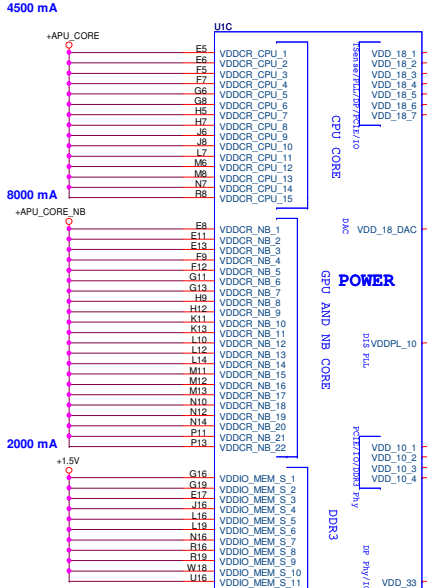 4500 mA
U1C
+APU_CORE
E5 VDDCR_CPU_1
E6 VDDCR_CPU_2
F5 VDDCR_CPU_3
F7 VDDCR_CPU_4
G6 VDDCR_CPU_5
G8 VDDCR_CPU_6
H5 VDDCR_CPU_7
H7 VDDCR_CPU_8
J6 VDDCR_CPU_9
J8 VDDCR_CPU_10
L7 VDDCR_CPU_11
M6 VDDCR_CPU_12
M8 VDDCR_CPU_13
N7 VDDCR_CPU_14
R8 VDDCR_CPU_15
CPU CORE
ISense/PLL/DP/PCIE/IO
VDD_18_1
VDD_18_2
VDD_18_3
VDD_18_4
VDD_18_5
VDD_18_6
VDD_18_7
8000 mA
+APU_CORE_NB
E8 VDDCR_NB_1
E11 VDDCR_NB_2
E13 VDDCR_NB_3
F9 VDDCR_NB_4
F12 VDDCR_NB_5
G11 VDDCR_NB_6
G13 VDDCR_NB_7
H9 VDDCR_NB_8
H12 VDDCR_NB_9
K11 VDDCR_NB_10
K13 VDDCR_NB_11
L10 VDDCR_NB_12
L12 VDDCR_NB_13
L14 VDDCR_NB_14
M11 VDDCR_NB_15
M12 VDDCR_NB_16
M13 VDDCR_NB_17
N10 VDDCR_NB_18
N12 VDDCR_NB_19
N14 VDDCR_NB_20
P11 VDDCR_NB_21
P13 VDDCR_NB_22
GPU AND NB CORE
POWER
DAC
VDD_18_DAC
DIS PLL
VDDPL_10
PCIE/IO/DDR3 Phy
VDD_10_1
VDD_10_2
VDD_10_3
VDD_10_4
2000 mA
+1.5V
G16 VDDIO_MEM_S_1
G19 VDDIO_MEM_S_2
E17 VDDIO_MEM_S_3
J16 VDDIO_MEM_S_4
L16 VDDIO_MEM_S_5
L19 VDDIO_MEM_S_6
N16 VDDIO_MEM_S_7
R16 VDDIO_MEM_S_8
R19 VDDIO_MEM_S_9
W18 VDDIO_MEM_S_10
U16 VDDIO_MEM_S_11
DDR3
DP Phy/IO
VDD_33